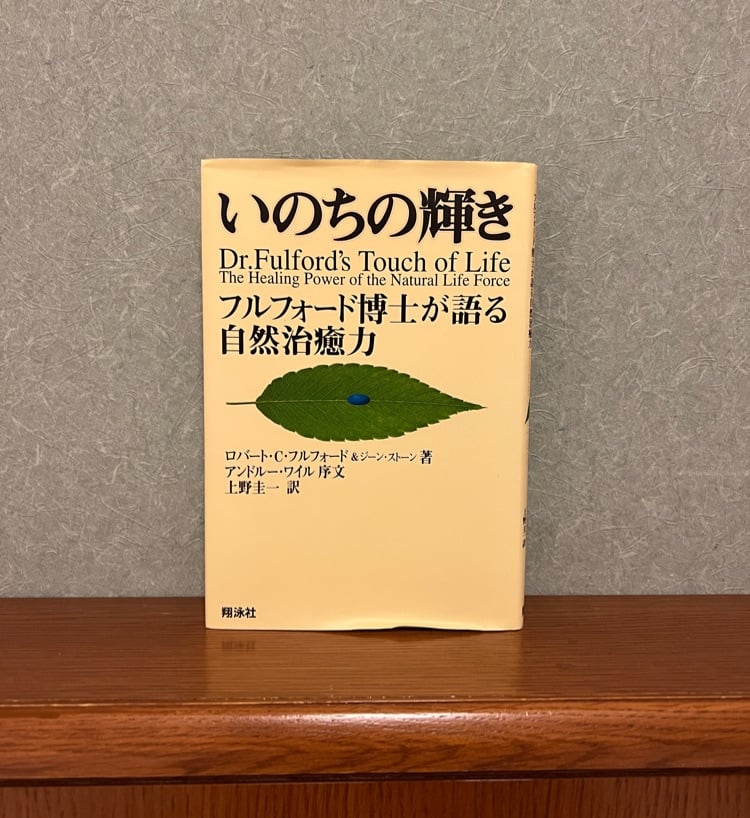 いのちの輝き
Dr.Fulford's Touch of Life
The Healing Power of the Natural Life Force
フルフォード博士が語る
自然治癒力
ロバート・C・フルフォード&ジーン・ストーン 著
アンドルー・ワイル 序文
上野圭一 訳
翔泳社